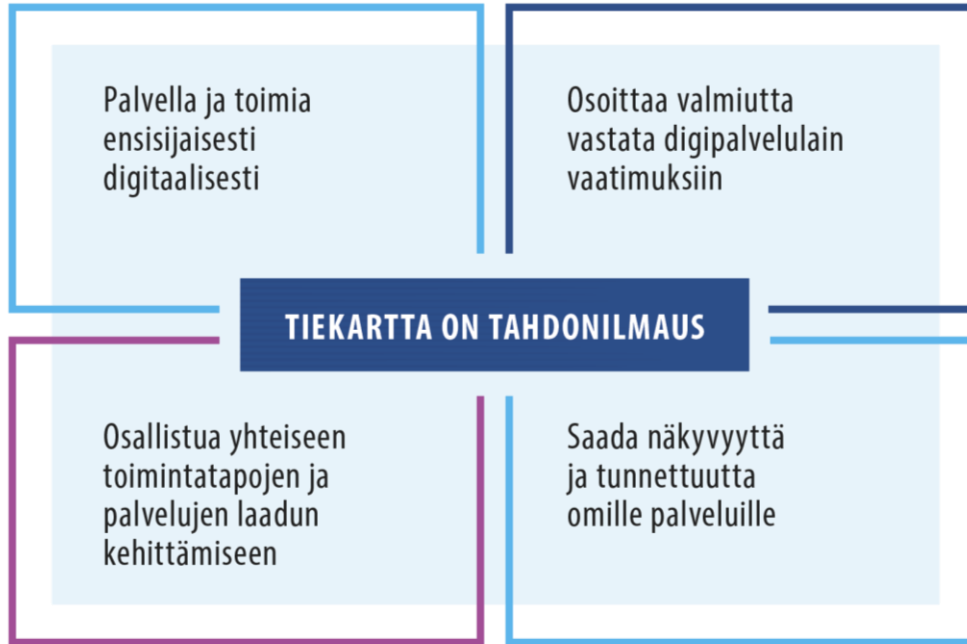 Palvella ja toimia
ensisijaisesti
digitaalisesti
Osoittaa valmiutta
vastata digipalvelulain
vaatimuksiin
TIEKARTTA ON TAHDONILMAUS
Osallistua yhteiseen
toimintatapojen ja
palvelujen laadun
kehittämiseen
Saada näkyvyyttä
ja tunnettuutta
omille palveluille